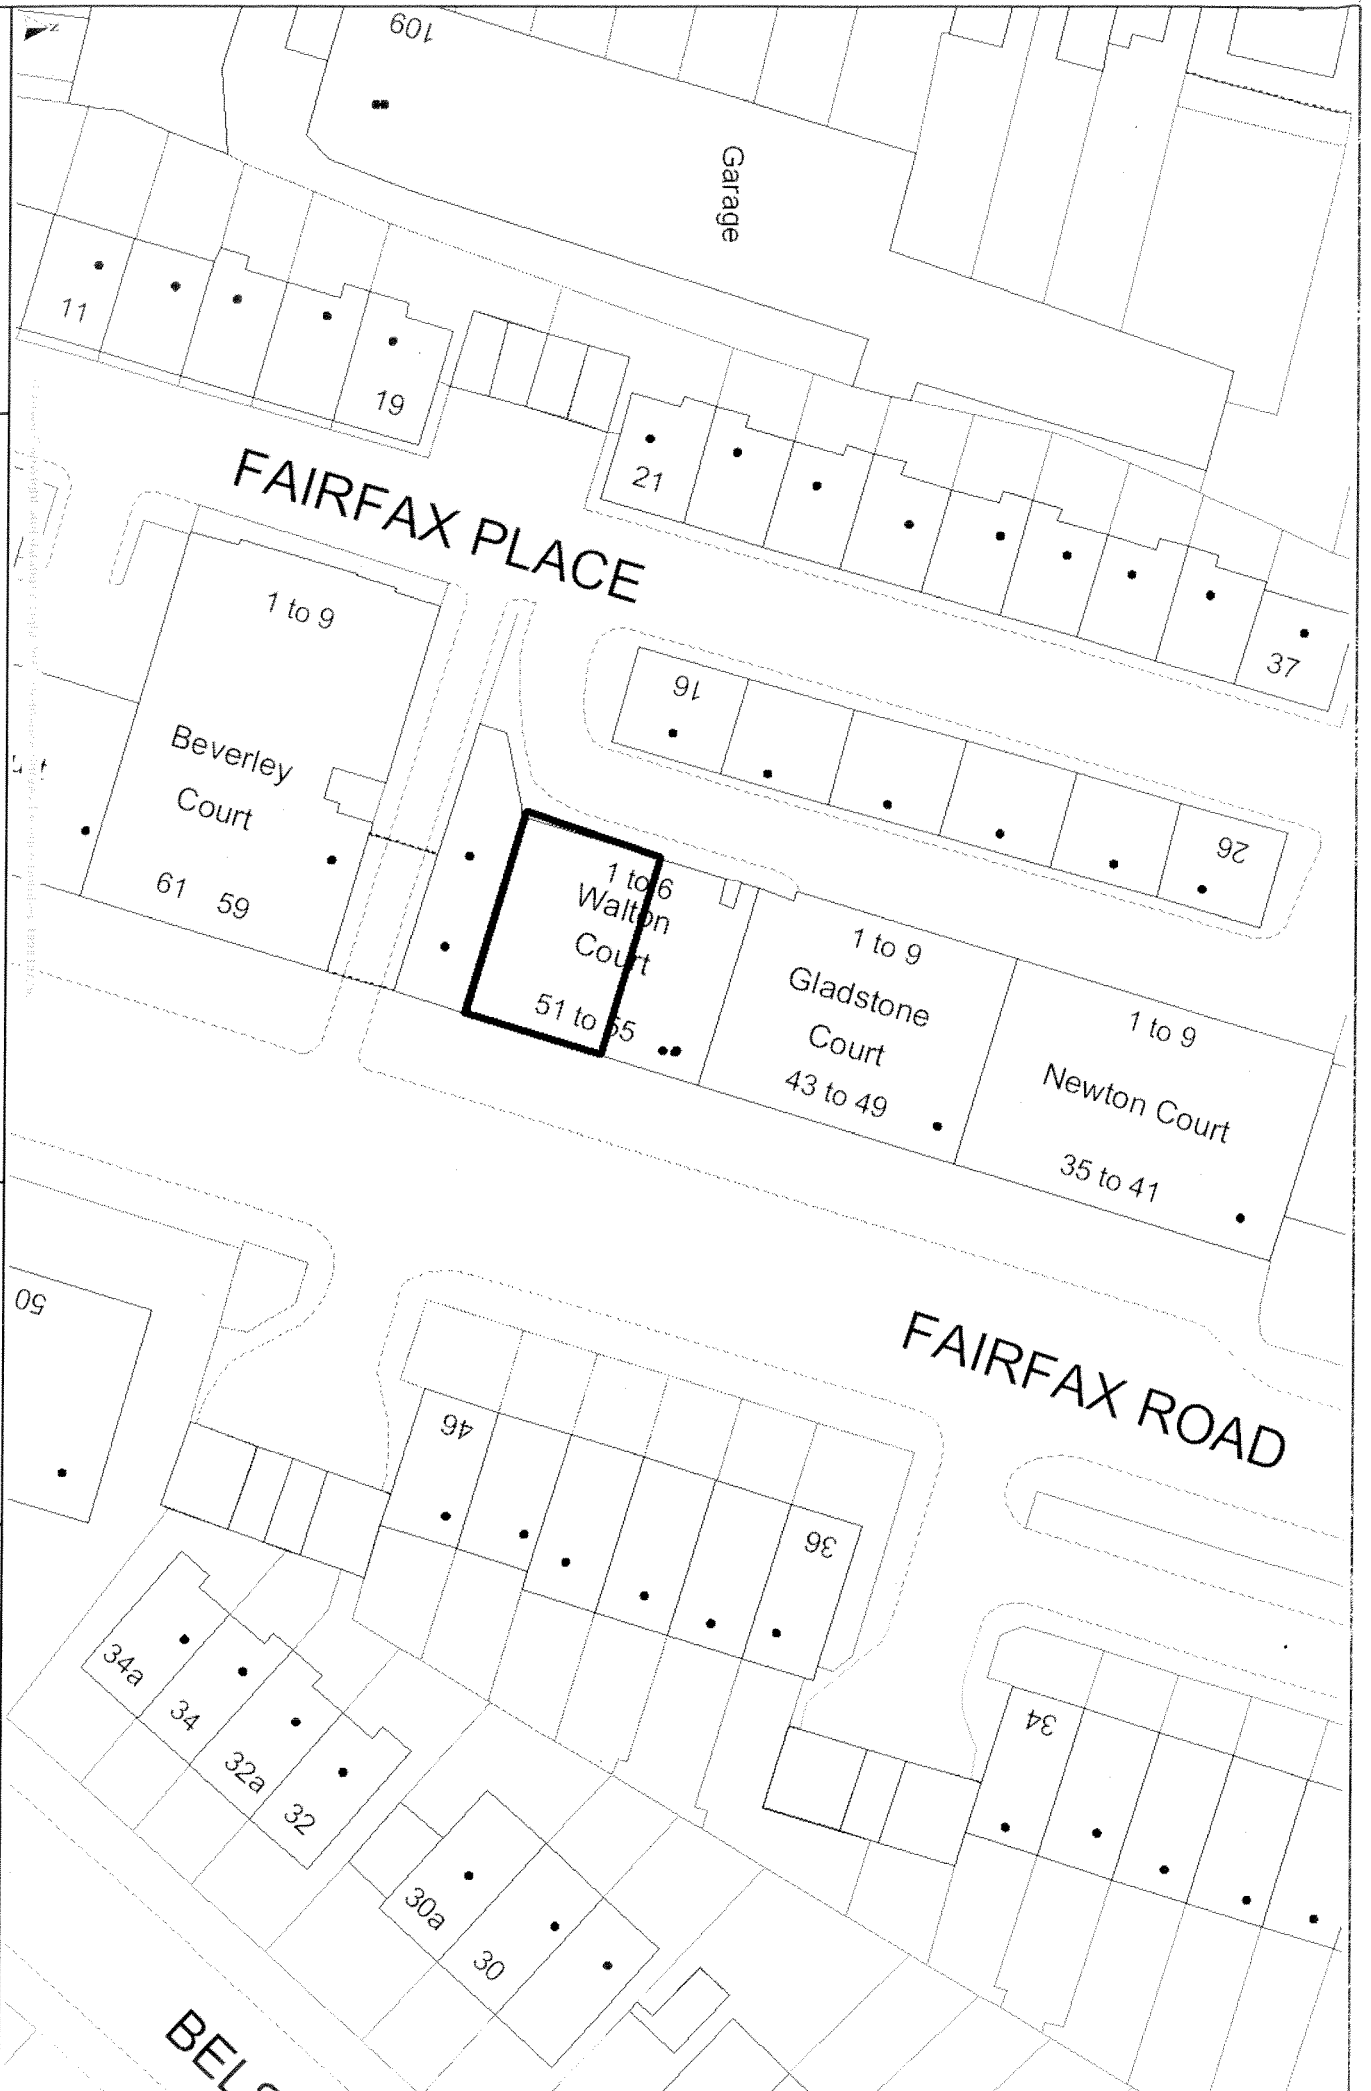 N
109
Garage
11
19
FAIRFAX PLACE
21
37
1 to 9
Beverley
Court
61 59
16
26
1 to 6
Walton
Court
51 to 55
1 to 9
Gladstone
Court
43 to 49
1 to 9
Newton Court
35 to 41
FAIRFAX ROAD
50
46
36
34
34a
34
32a
32
30a
30